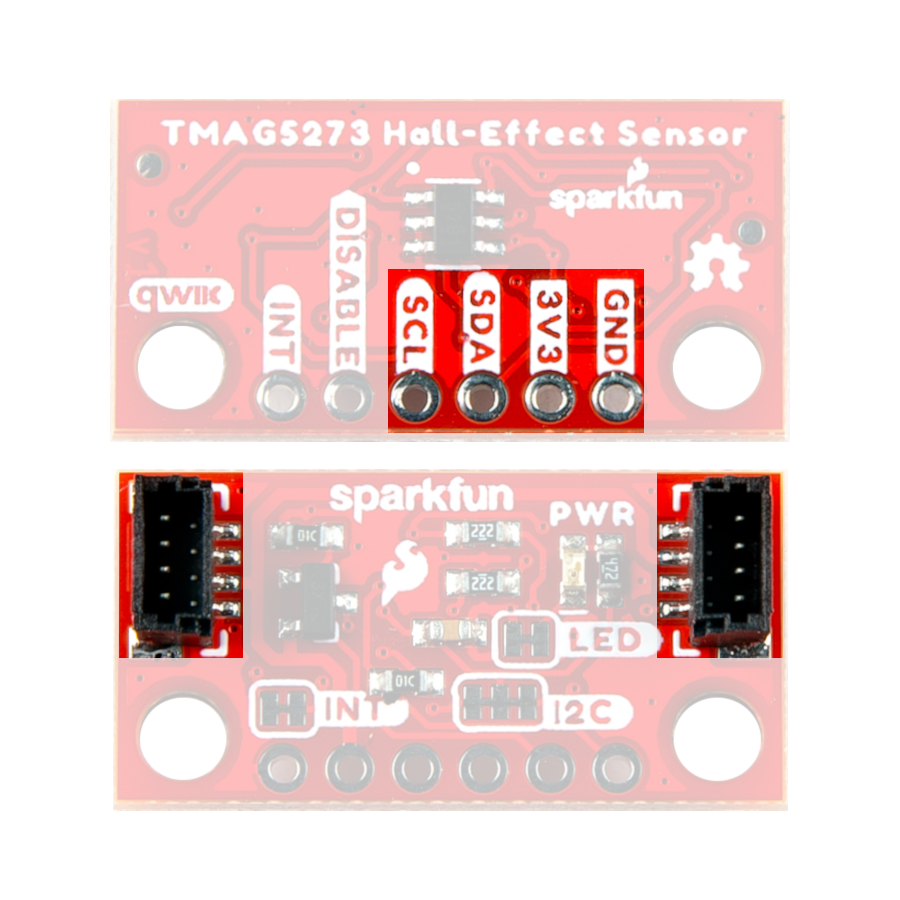 TMAG5273 Hall-Effect Sensor
sparkfun
qwiic
INT
DISABLE
SCL
SDA
3V3
GND
sparkfun
PWR
01C
222
222
472
LED
01C
INT
I2C